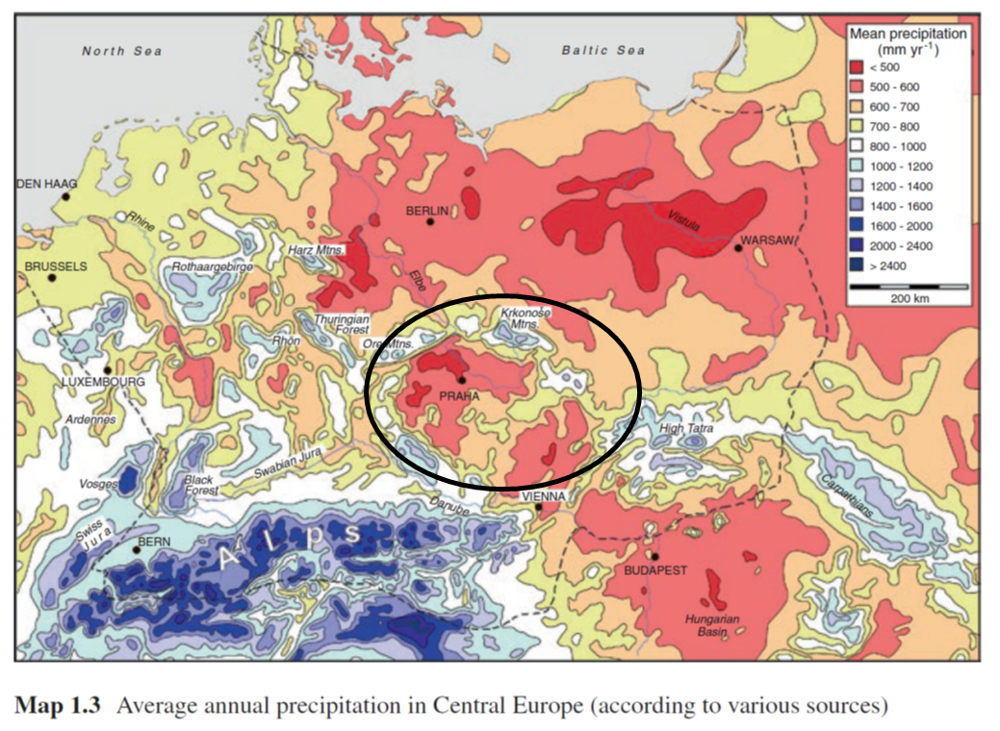 North Sea
Baltic Sea
Mean precipitation
(mm yr⁻¹)
< 500
500 - 600
600 - 700
700 - 800
800 - 1000
1000 - 1200
1200 - 1400
1400 - 1600
1600 - 2000
2000 - 2400
> 2400
200 km
DEN HAAG
BERLIN
Rhine
Vistula
WARSAW
BRUSSELS
Harz Mtns.
Rothaargebirge
Elbe
Thuringian
Forest
Krkonose
Mtns.
Rhön
Ore Mtns.
LUXEMBOURG
PRAHA
Ardennes
High Tatra
Swabian Jura
Vosges
Black
Forest
Carpathians
Danube
VIENNA
Swiss
Jura
BERN
Alps
BUDAPEST
Hungarian
Basin
Map 1.3 Average annual precipitation in Central Europe (according to various sources)